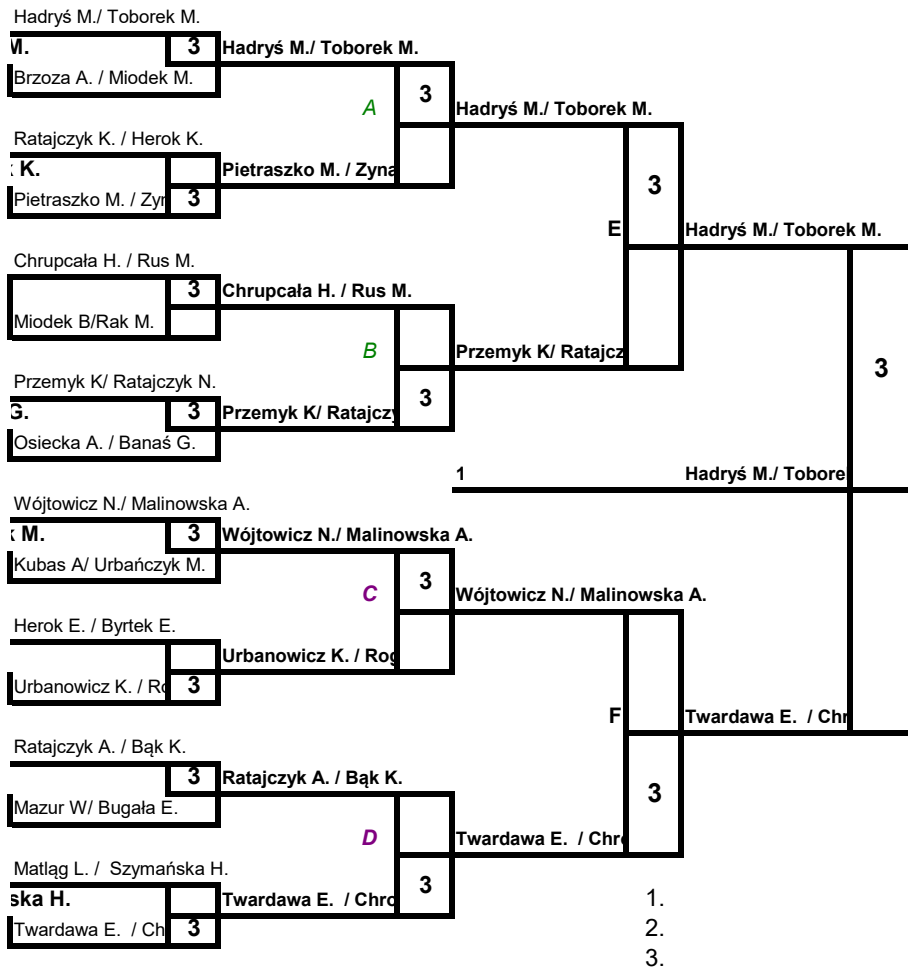 Hadryś M./ Toborek M.
M. 3 Hadryś M./ Toborek M.
Brzoza A. / Miodek M.
3
A Hadryś M./ Toborek M.
Ratajczyk K. / Herok K.
K. Pietraszko M. / Zyna
3
Pietraszko M. / Zyn 3
E Hadryś M./ Toborek M.
Chrupcała H. / Rus M.
3 Chrupcała H. / Rus M.
Miodek B/Rak M.
B Przemyk K/ Ratajcz
3
Przemyk K/ Ratajczyk N.
3
G. 3 Przemyk K/ Ratajczy
Osiecka A. / Banaś G.
1 Hadryś M./ Tobore
Wójtowicz N./ Malinowska A.
M. 3 Wójtowicz N./ Malinowska A.
Kubas A/ Urbańczyk M.
3
C Wójtowicz N./ Malinowska A.
Herok E. / Byrtek E.
Urbanowicz K. / Rog
Urbanowicz K. / Ro 3
F Twardawa E. / Chr
Ratajczyk A. / Bąk K.
3 Ratajczyk A. / Bąk K.
3
Mazur W/ Bugała E.
D Twardawa E. / Chro
Matląg L. / Szymańska H.
3
ska H. Twardawa E. / Chro
1.
Twardawa E. / Ch 3
2.
3.